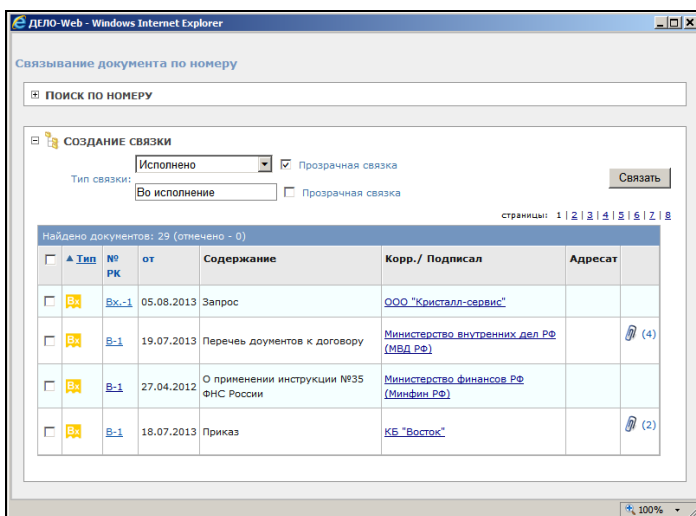 ДЕЛО-Web - Windows Internet Explorer
Связывание документа по номеру
Поиск по номеру
Создание связки
Тип связки:
Исполнено
Прозрачная связка
Во исполнение
Прозрачная связка
Связать
страницы: 1 | 2 | 3 | 4 | 5 | 6 | 7 | 8
Найдено документов: 29 (отмечено - 0)
Тип № РК от Содержание Корр./ Подписал Адресат
Вх Вх.-1 05.08.2013 Запрос ООО "Кристалл-сервис"
Вх В-1 19.07.2013 Перечеь доументов к договору Министерство внутренних дел РФ (МВД РФ) (4)
Вх В-1 27.04.2012 О применении инструкции №35 ФНС России Министерство финансов РФ (Минфин РФ)
Вх В-1 18.07.2013 Приказ КБ "Восток" (2)
100%